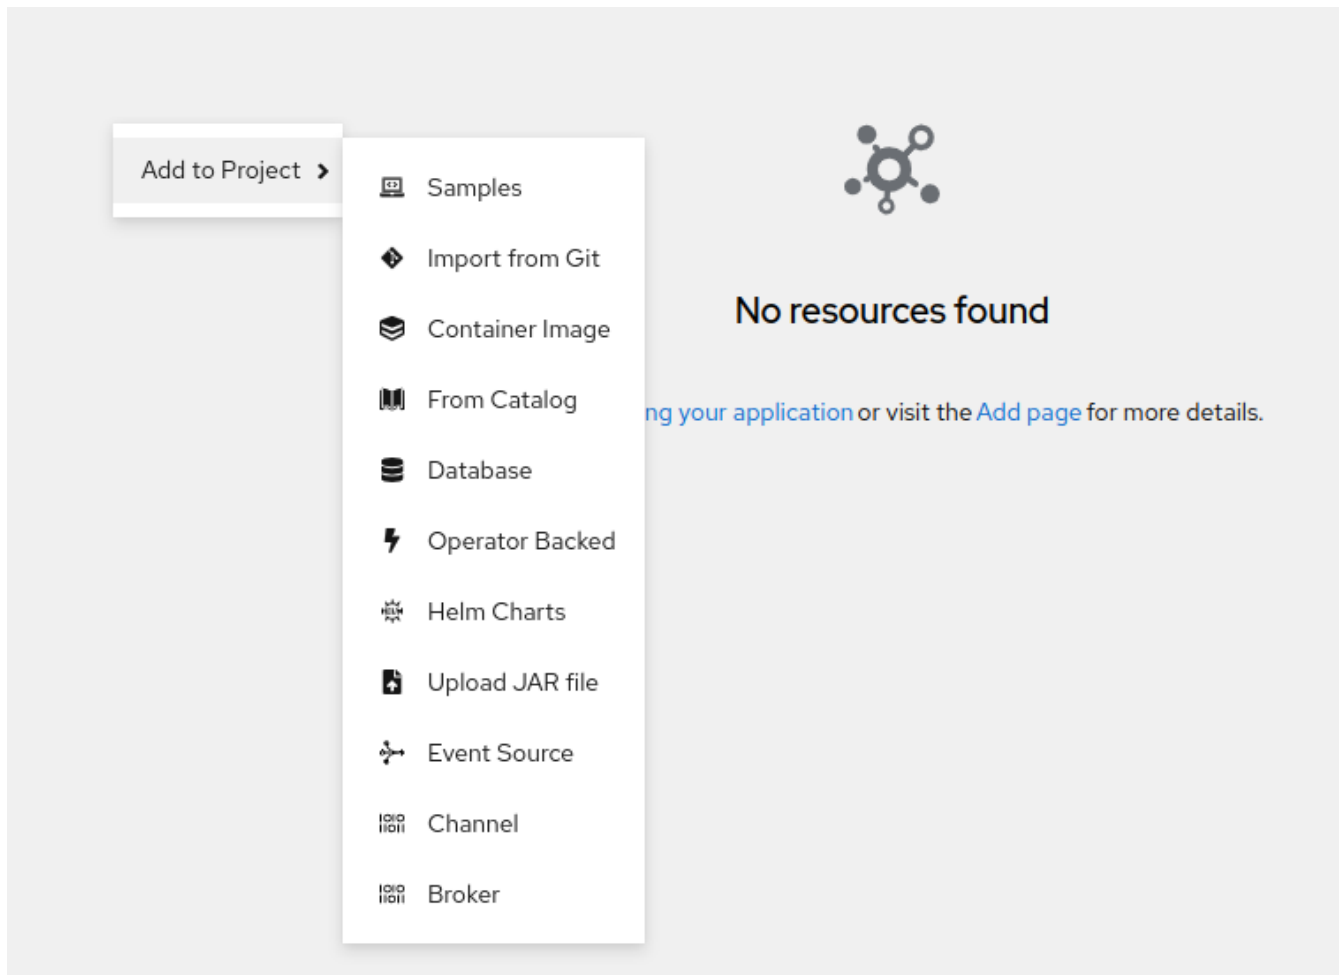 Add to Project
Samples
Import from Git
Container Image
From Catalog
Database
Operator Backed
Helm Charts
Upload JAR file
Event Source
Channel
Broker
No resources found
your application or visit the Add page for more details.